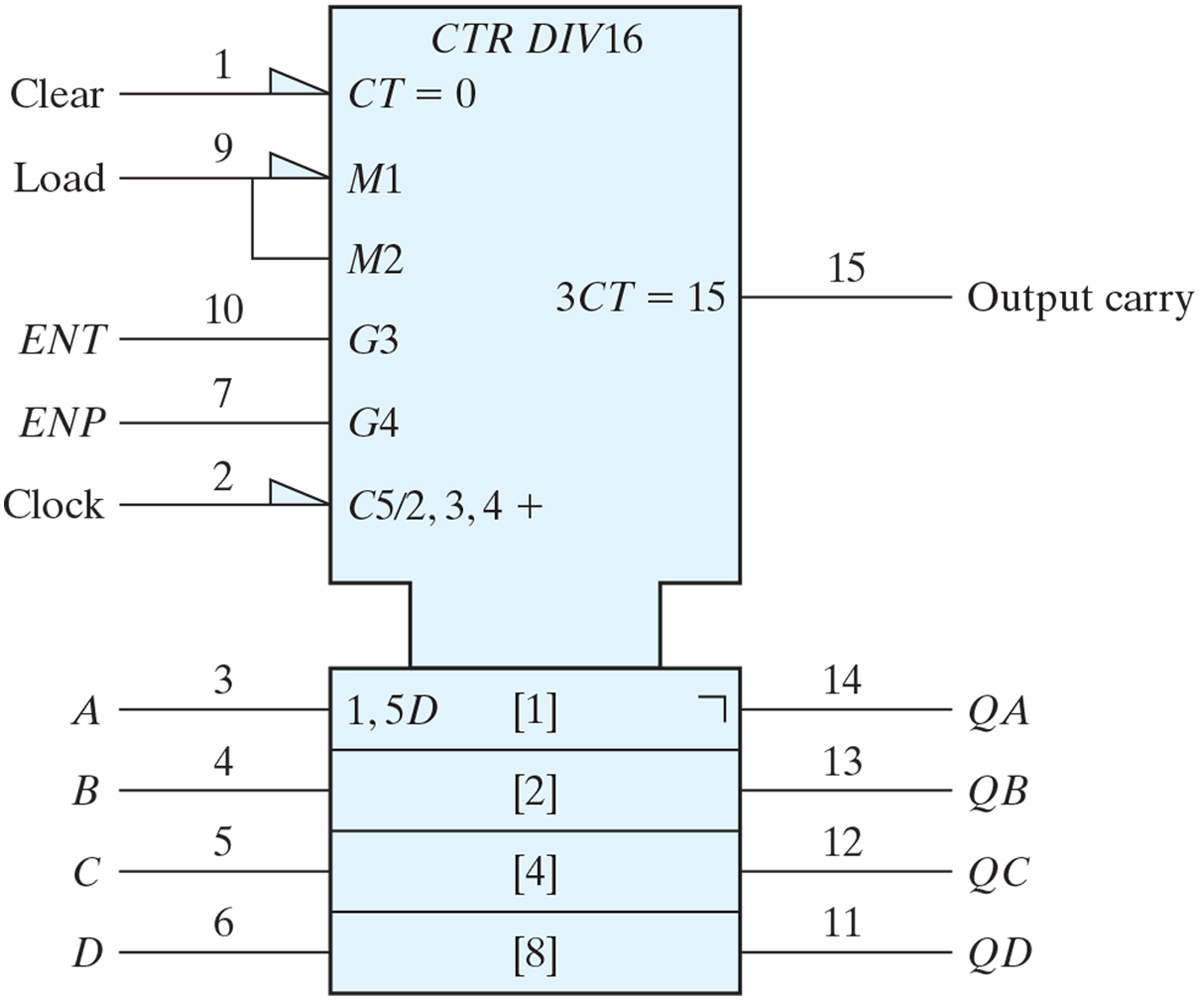 CTR DIV16
Clear 1 CT = 0
Load 9 M1
M2
3CT = 15 15 Output carry
ENT 10 G3
ENP 7 G4
Clock 2 C5/2, 3, 4 +
A 3 1, 5D [1] 14 QA
B 4 [2] 13 QB
C 5 [4] 12 QC
D 6 [8] 11 QD